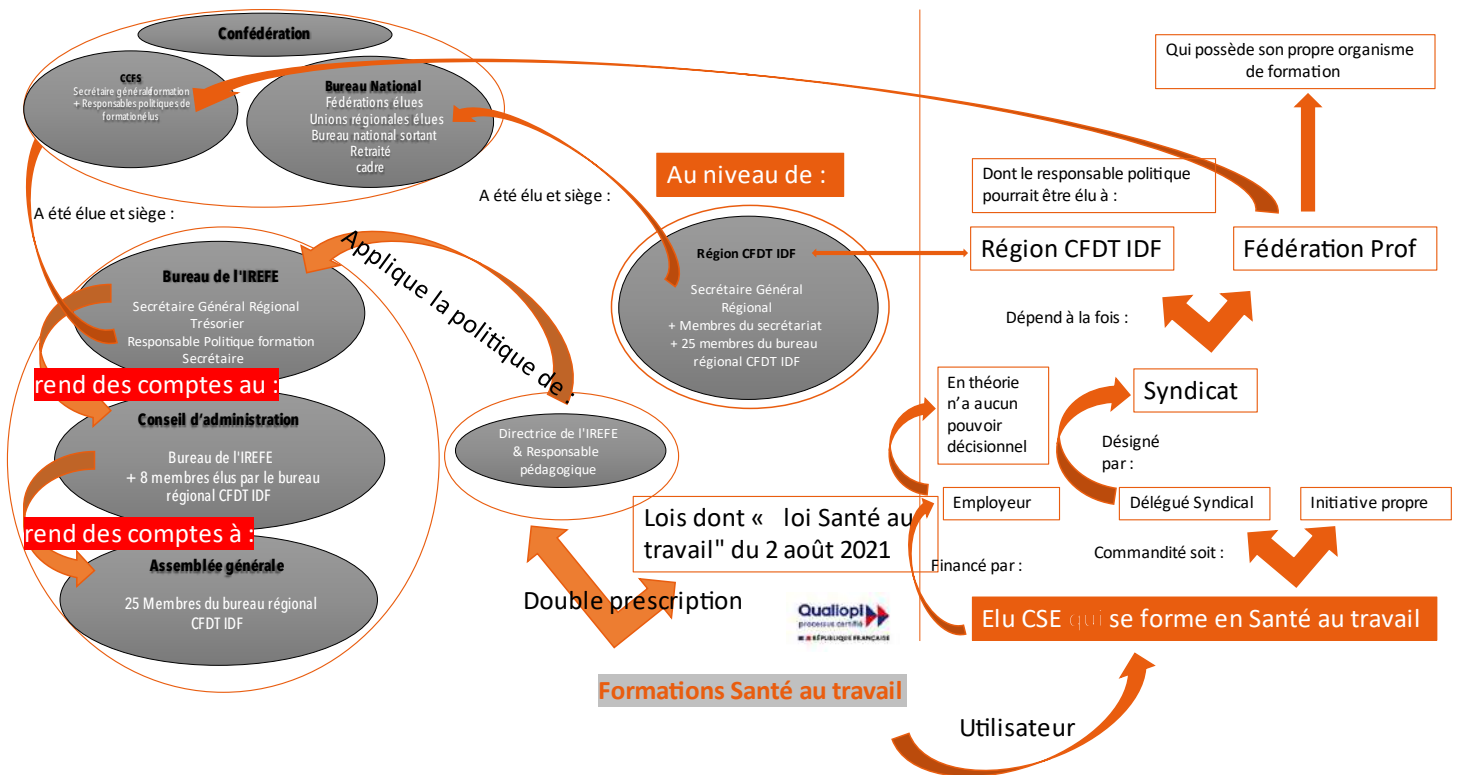 Confédération
CCFS
Secrétaire général formation
+ Responsables politiques de
formation élus
Bureau National
Fédérations élues
Unions régionales élues
Bureau national sortant
Retraité
cadre
A été élue et siège :
A été élu et siège :
Bureau de l'IREFE
Secrétaire Général Régional
Trésorier
Responsable Politique formation
Secrétaire
rend des comptes au :
Conseil d’administration
Bureau de l'IREFE
+ 8 membres élus par le bureau
régional CFDT IDF
rend des comptes à :
Assemblée générale
25 Membres du bureau régional
CFDT IDF
Applique la politique de :
Directrice de l'IREFE
& Responsable
pédagogique
Au niveau de :
Région CFDT IDF
Secrétaire Général
Régional
+ Membres du secrétariat
+ 25 membres du bureau
régional CFDT IDF
Lois dont « loi Santé au
travail" du 2 août 2021
Double prescription
Qualiopi
processus certifié
RÉPUBLIQUE FRANÇAISE
Formations Santé au travail
Utilisateur
Qui possède son propre organisme
de formation
Dont le responsable politique
pourrait être élu à :
Région CFDT IDF
Fédération Prof
Dépend à la fois :
Syndicat
En théorie
n’a aucun
pouvoir
décisionnel
Désigné
par :
Employeur
Délégué Syndical
Initiative propre
Financé par :
Commandité soit :
Elu CSE qui se forme en Santé au travail